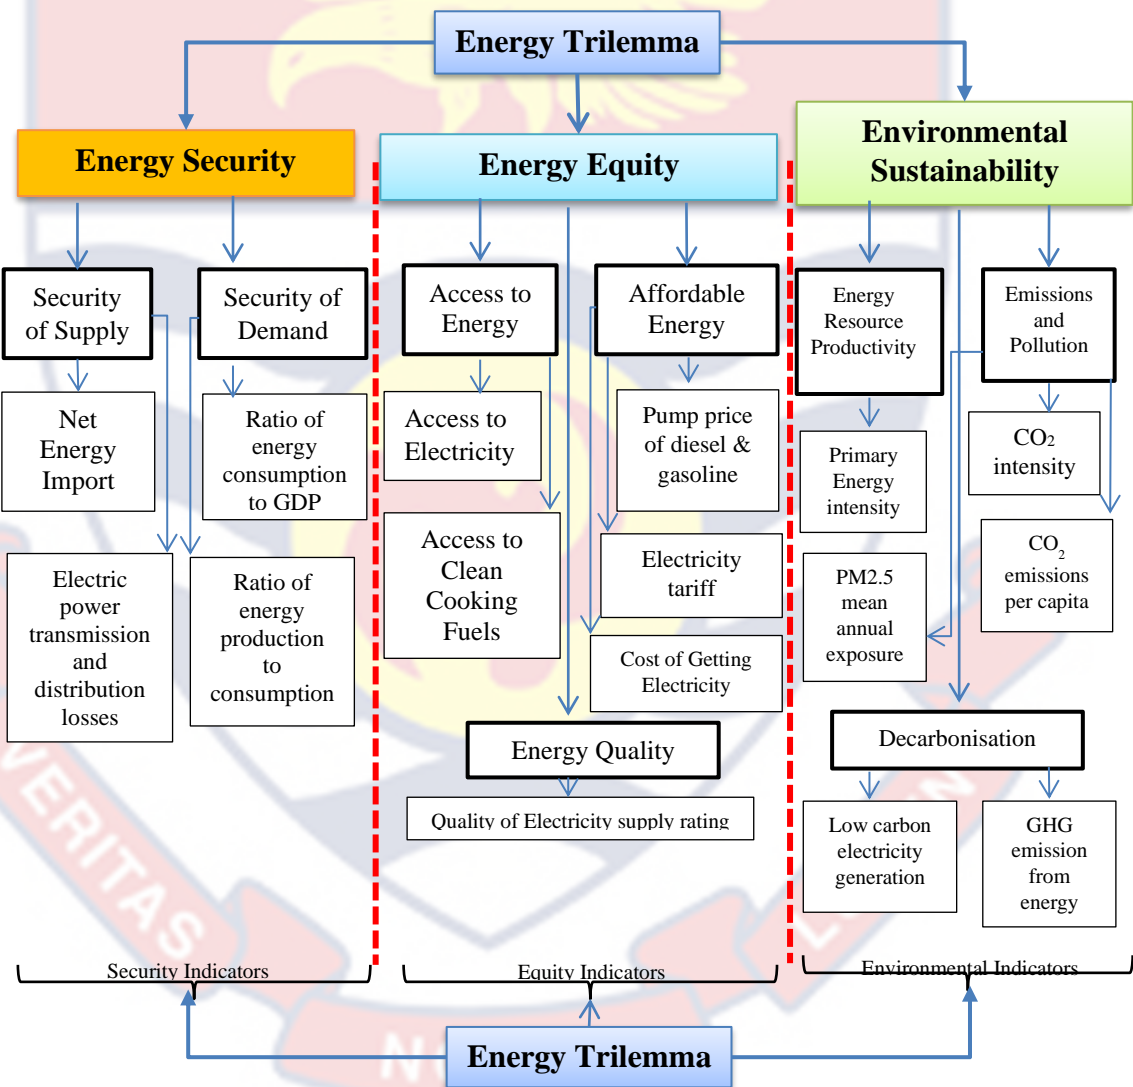 Energy Trilemma
Energy Security
Energy Equity
Environmental
Sustainability
Security
of Supply
Security of
Demand
Access to
Energy
Affordable
Energy
Energy
Resource
Productivity
Emissions
and
Pollution
Net
Energy
Import
Ratio of
energy
consumption
to GDP
Access to
Electricity
Pump price
of diesel &
gasoline
Primary
Energy
intensity
CO₂
intensity
Electric
power
transmission
and
distribution
losses
Ratio of
energy
production
to
consumption
Access to
Clean
Cooking
Fuels
Electricity
tariff
Cost of Getting
Electricity
PM2.5
mean
annual
exposure
CO₂
emissions
per capita
Energy Quality
Quality of Electricity supply rating
Decarbonisation
Low carbon
electricity
generation
GHG
emission
from
energy
Security Indicators
Equity Indicators
Environmental Indicators
Energy Trilemma
VERITAS